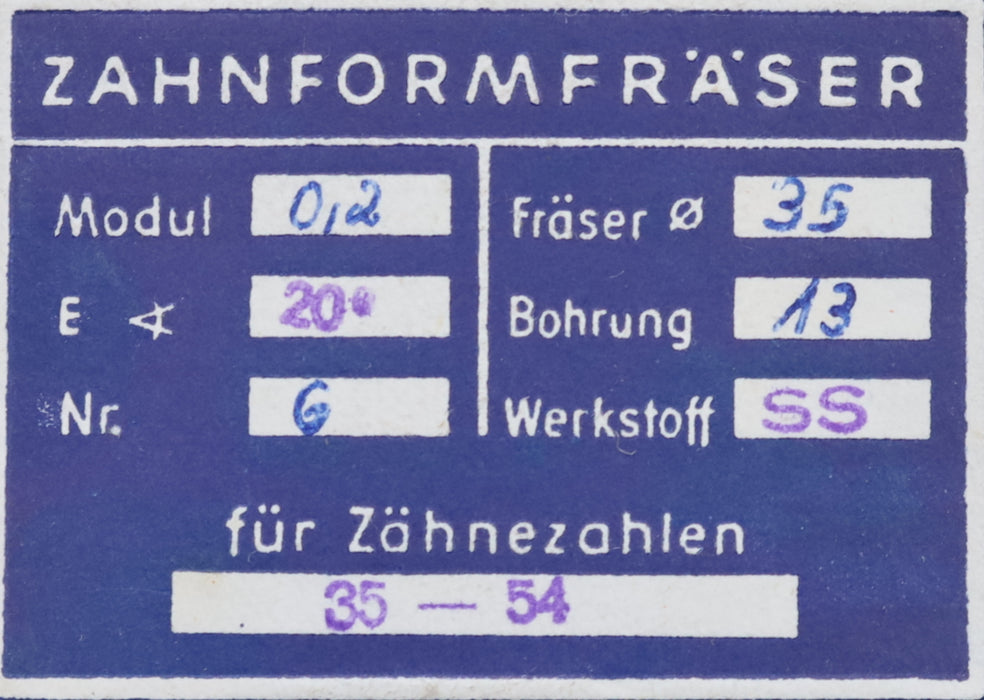 ZAHNFORMFRÄSER
Modul 0,2
E ∢ 20°
Nr. 6
Fräser ⌀ 35
Bohrung 13
Werkstoff SS
für Zähnezahlen
35 — 54